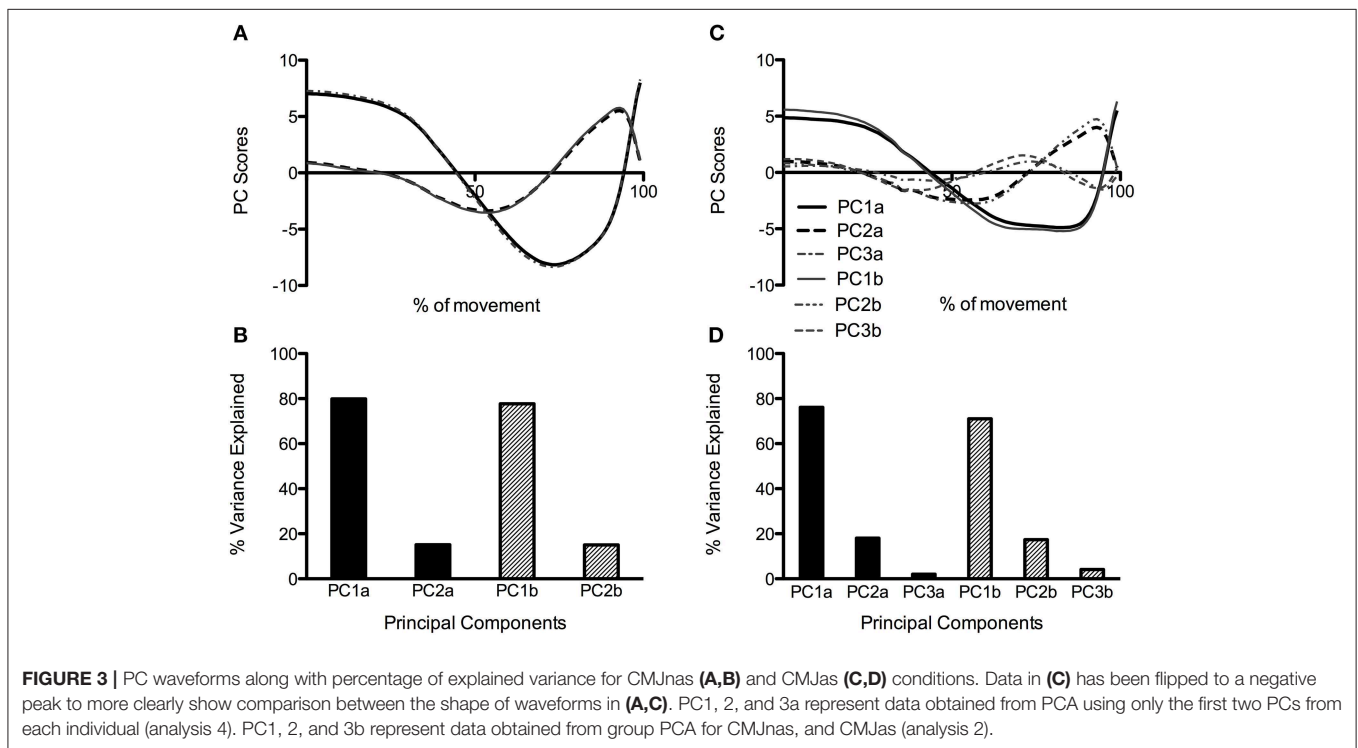 A
10
5
0
-5
-10
PC Scores
50
100
% of movement
C
10
5
0
-5
-10
PC Scores
50
100
PC1a
PC2a
PC3a
PC1b
PC2b
PC3b
% of movement
B
100
80
60
40
20
0
% Variance Explained
PC1a PC2a PC1b PC2b
Principal Components
D
100
80
60
40
20
0
% Variance Explained
PC1a PC2a PC3a PC1b PC2b PC3b
Principal Components
FIGURE 3 | PC waveforms along with percentage of explained variance for CMJnas (A,B) and CMJas (C,D) conditions. Data in (C) has been flipped to a negative
peak to more clearly show comparison between the shape of waveforms in (A,C). PC1, 2, and 3a represent data obtained from PCA using only the first two PCs from
each individual (analysis 4). PC1, 2, and 3b represent data obtained from group PCA for CMJnas, and CMJas (analysis 2).